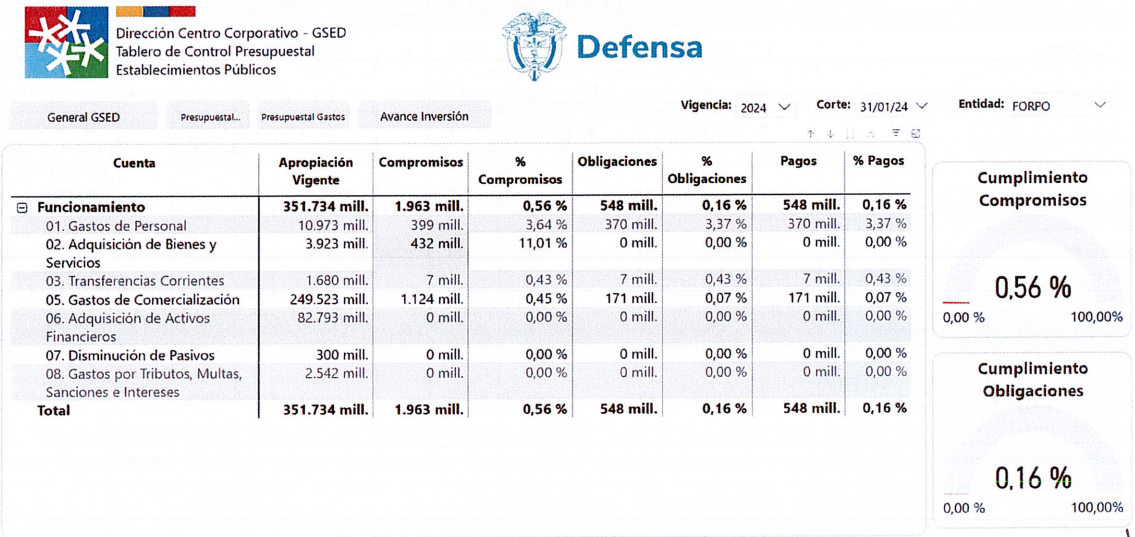 Dirección Centro Corporativo - GSED
Tablero de Control Presupuestal
Establecimientos Públicos
Defensa
General GSED Presupuestal... Presupuestal Gastos Avance Inversión
Vigencia: 2024 Corte: 31/01/24 Entidad: FORPO
Cuenta Apropiación Vigente Compromisos % Compromisos Obligaciones % Obligaciones Pagos % Pagos
Funcionamiento 351.734 mill. 1.963 mill. 0,56 % 548 mill. 0,16 % 548 mill. 0,16 %
01. Gastos de Personal 10.973 mill. 399 mill. 3,64 % 370 mill. 3,37 % 370 mill. 3,37 %
02. Adquisición de Bienes y 3.923 mill. 432 mill. 11,01 % 0 mill. 0,00 % 0 mill. 0,00 %
Servicios
03. Transferencias Corrientes 1.680 mill. 7 mill. 0,43 % 7 mill. 0,43 % 7 mill. 0,43 %
05. Gastos de Comercialización 249.523 mill. 1.124 mill. 0,45 % 171 mill. 0,07 % 171 mill. 0,07 %
06. Adquisición de Activos 82.793 mill. 0 mill. 0,00 % 0 mill. 0,00 % 0 mill. 0,00 %
Financieros
07. Disminución de Pasivos 300 mill. 0 mill. 0,00 % 0 mill. 0,00 % 0 mill. 0,00 %
08. Gastos por Tributos, Multas, 2.542 mill. 0 mill. 0,00 % 0 mill. 0,00 % 0 mill. 0,00 %
Sanciones e Intereses
Total 351.734 mill. 1.963 mill. 0,56 % 548 mill. 0,16 % 548 mill. 0,16 %
Cumplimiento
Compromisos
0,56 %
0,00 % 100,00%
Cumplimiento
Obligaciones
0,16 %
0,00 % 100,00%